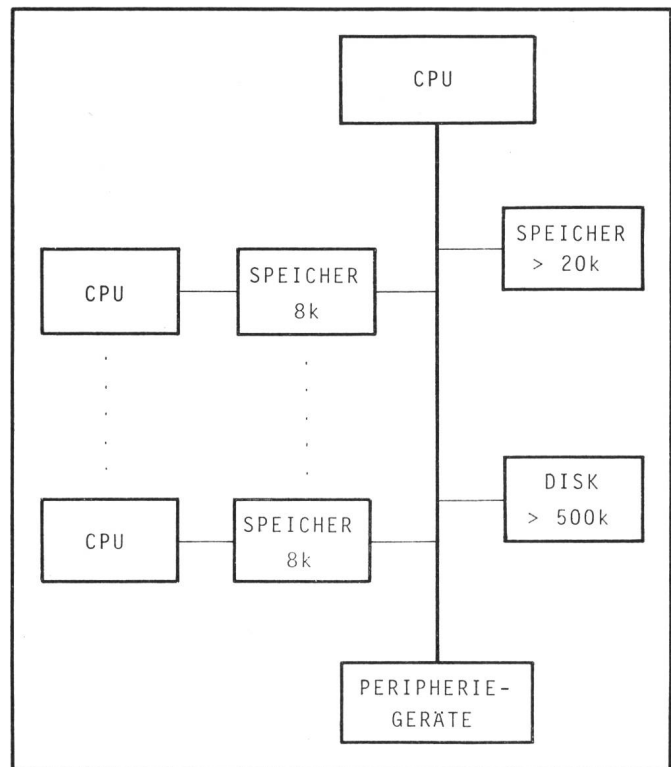 CPU
SPEICHER
> 20k
CPU
SPEICHER
8k
DISK
> 500k
CPU
SPEICHER
8k
PERIPHERIE-
GERÄTE